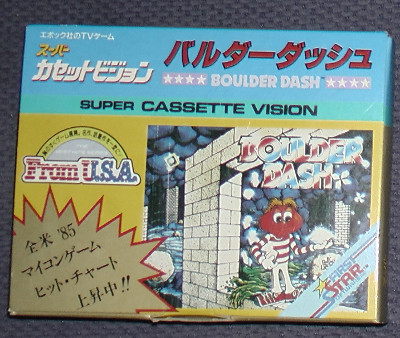 エポック社のTVゲーム
スーパー
カセットビジョン
バルダーダッシュ
★★★★ BOULDER DASH™ ★★★★
SUPER CASSETTE VISION
From U.S.A.
全米'85
マイコンゲーム
ヒット・チャート
上昇中!!
BOULDER
DASH
FIRST
STAR